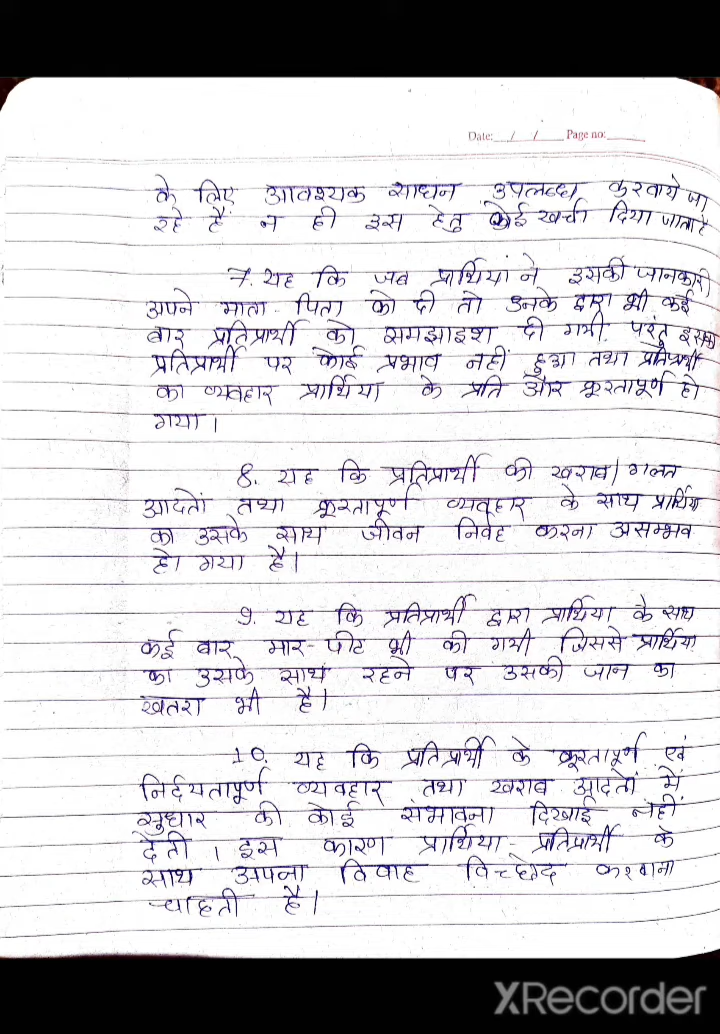 Date: / / Page no:
के लिए आवश्यक साधन उपलब्ध करवाये जा
रहे हैं न ही इस हेतु कोई खर्चा दिया जाता है
7. यह कि जब प्रार्थिया ने इसकी जानकारी
अपने माता-पिता को दी तो उनके द्वारा भी कई
बार प्रतिप्रार्थी को समझाइश दी गयी परंतु इसका
प्रतिप्रार्थी पर कोई प्रभाव नहीं हुआ तथा प्रतिप्रार्थी
का व्यवहार प्रार्थिया के प्रति और क्रूरतापूर्ण हो
गया।
8. यह कि प्रतिप्रार्थी की खराब/गलत
आदतों तथा क्रूरतापूर्ण व्यवहार के साथ प्रार्थिया
का उसके साथ जीवन निर्वह करना असम्भव
हो गया है।
9. यह कि प्रतिप्रार्थी द्वारा प्रार्थिया के साथ
कई बार मार-पीट भी की गयी जिससे प्रार्थिया
का उसके साथ रहने पर उसकी जान का
खतरा भी है।
10. यह कि प्रतिप्रार्थी के क्रूरतापूर्ण एवं
निर्दयतापूर्ण व्यवहार तथा खराब आदतों में
सुधार की कोई संभावना दिखाई नहीं
देती। इस कारण प्रार्थिया प्रतिप्रार्थी के
साथ अपना विवाह विच्छेद करवाना
चाहती है।
XRecorder